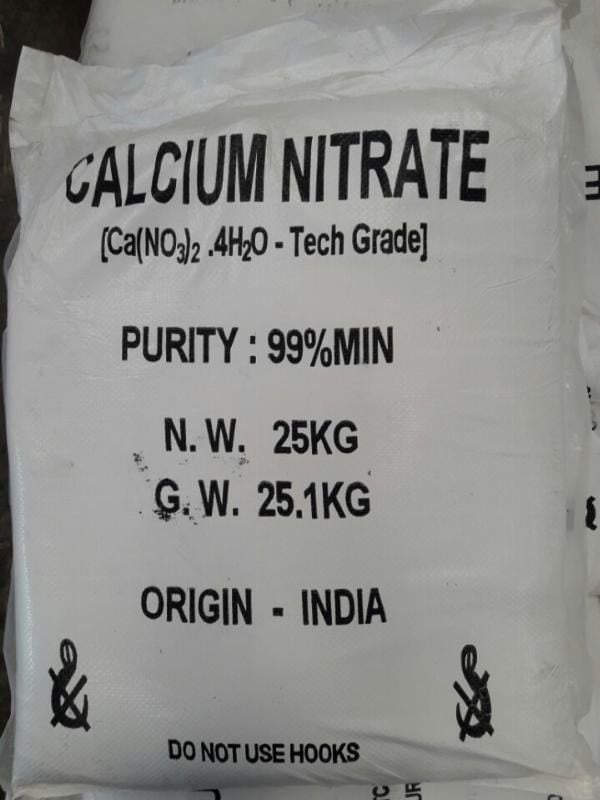 CALCIUM NITRATE
[Ca(NO₃)₂ .4H₂O - Tech Grade]
PURITY : 99%MIN
N. W. 25KG
G. W. 25.1KG
ORIGIN - INDIA
DO NOT USE HOOKS